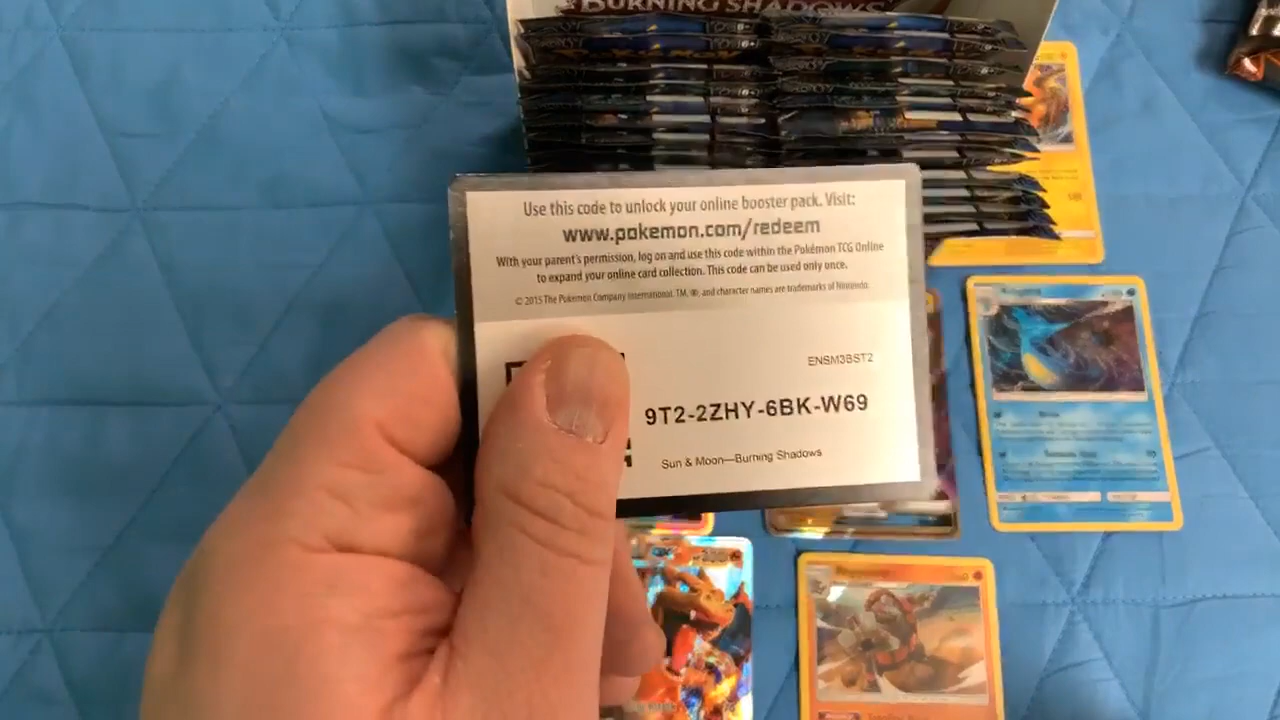 BURNING SHADOWS
Use this code to unlock your online booster pack. Visit:
www.pokemon.com/redeem
With your parent's permission, log on and use this code within the Pokémon TCG Online
to expand your online card collection. This code can be used only once.
© 2015 The Pokémon Company International. TM, ®, and character names are trademarks of Nintendo.
ENSM3BST2
9T2-2ZHY-6BK-W69
Sun & Moon—Burning Shadows